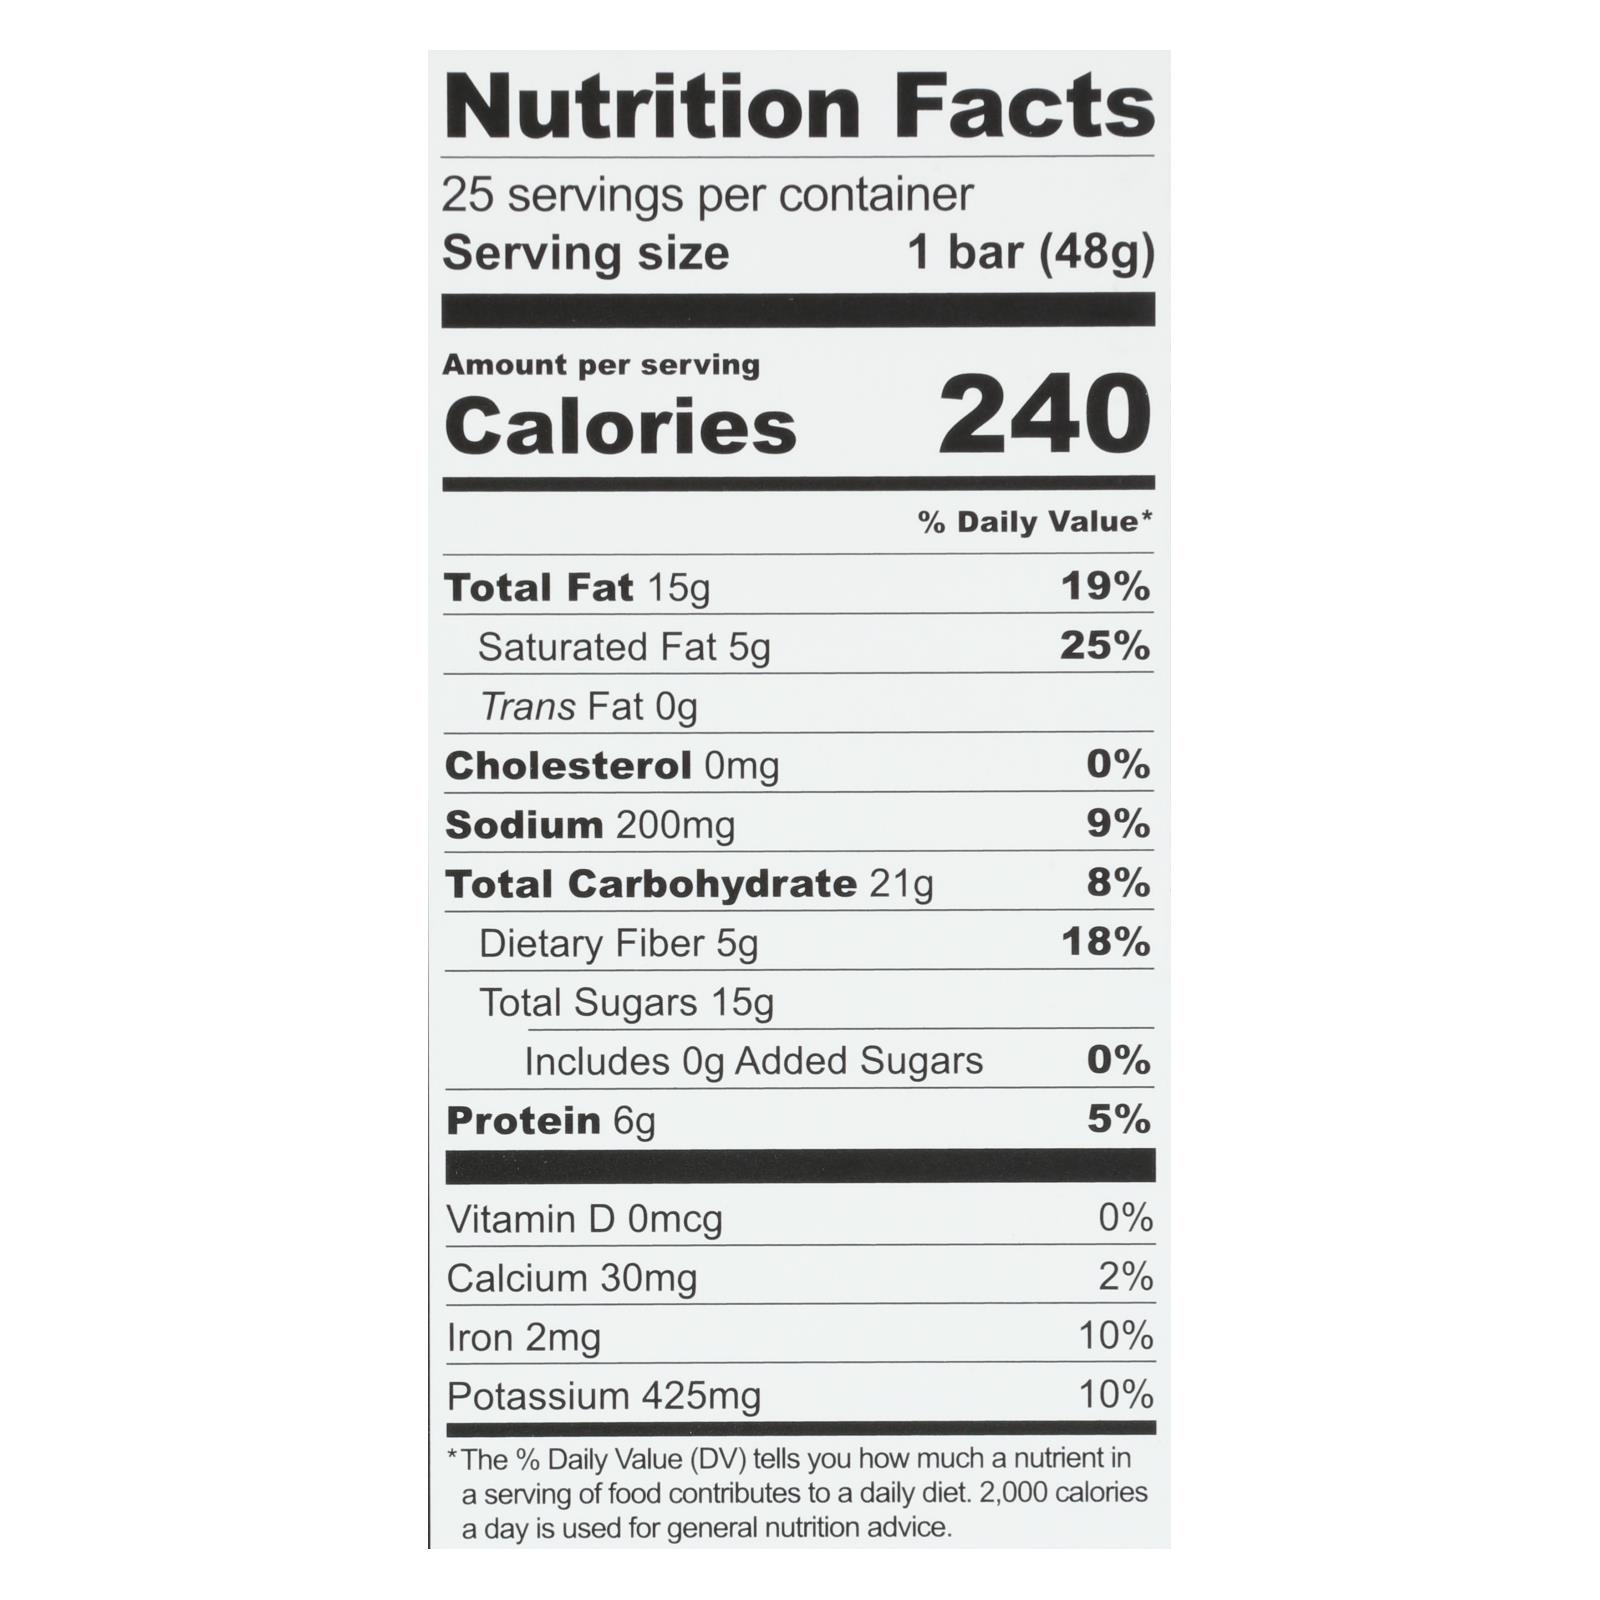 Nutrition Facts
25 servings per container
Serving size 1 bar (48g)
Amount per serving
Calories 240
% Daily Value*
Total Fat 15g 19%
Saturated Fat 5g 25%
Trans Fat 0g
Cholesterol 0mg 0%
Sodium 200mg 9%
Total Carbohydrate 21g 8%
Dietary Fiber 5g 18%
Total Sugars 15g
Includes 0g Added Sugars 0%
Protein 6g 5%
Vitamin D 0mcg 0%
Calcium 30mg 2%
Iron 2mg 10%
Potassium 425mg 10%
*The % Daily Value (DV) tells you how much a nutrient in
a serving of food contributes to a daily diet. 2,000 calories
a day is used for general nutrition advice.